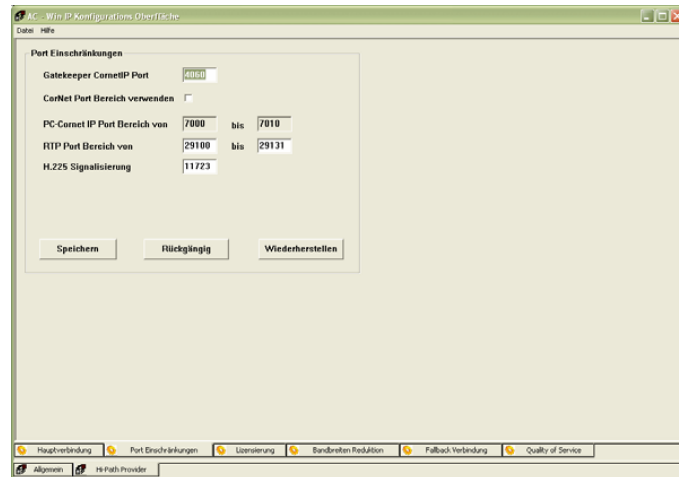 AC - Win IP Konfigurations Oberfläche
Datei Hilfe
Port Einschränkungen
Gatekeeper CornetIP Port 4060
CorNet Port Bereich verwenden
PC-Cornet IP Port Bereich von 7000 bis 7010
RTP Port Bereich von 29100 bis 29131
H.225 Signalisierung 11723
Speichern Rückgängig Wiederherstellen
Hauptverbindung Port Einschränkungen Lizensierung Bandbreiten Reduktion Fallback Verbindung Quality of Service
Allgemein Hi-Path Provider